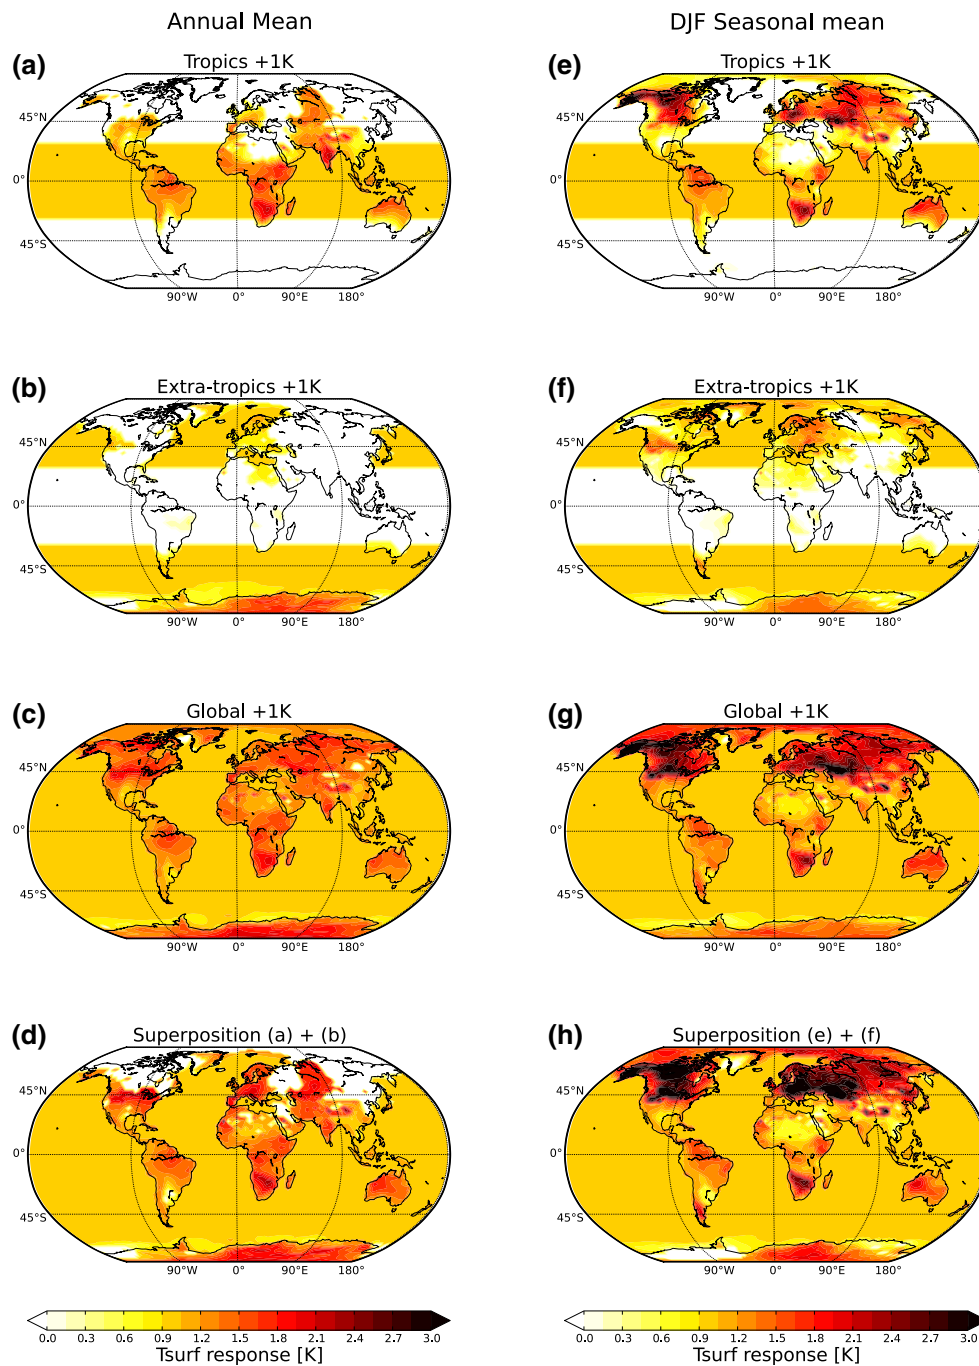 Annual Mean
DJF Seasonal mean
(a)
Tropics +1K
45°N
0°
45°S
90°W 0° 90°E 180°
(e)
Tropics +1K
45°N
0°
45°S
90°W 0° 90°E 180°
(b)
Extra-tropics +1K
45°N
0°
45°S
90°W 0° 90°E 180°
(f)
Extra-tropics +1K
45°N
0°
45°S
90°W 0° 90°E 180°
(c)
Global +1K
45°N
0°
45°S
90°W 0° 90°E 180°
(g)
Global +1K
45°N
0°
45°S
90°W 0° 90°E 180°
(d)
Superposition (a) + (b)
45°N
0°
45°S
90°W 0° 90°E 180°
(h)
Superposition (e) + (f)
45°N
0°
45°S
90°W 0° 90°E 180°
0.0 0.3 0.6 0.9 1.2 1.5 1.8 2.1 2.4 2.7 3.0
Tsurf response [K]
0.0 0.3 0.6 0.9 1.2 1.5 1.8 2.1 2.4 2.7 3.0
Tsurf response [K]